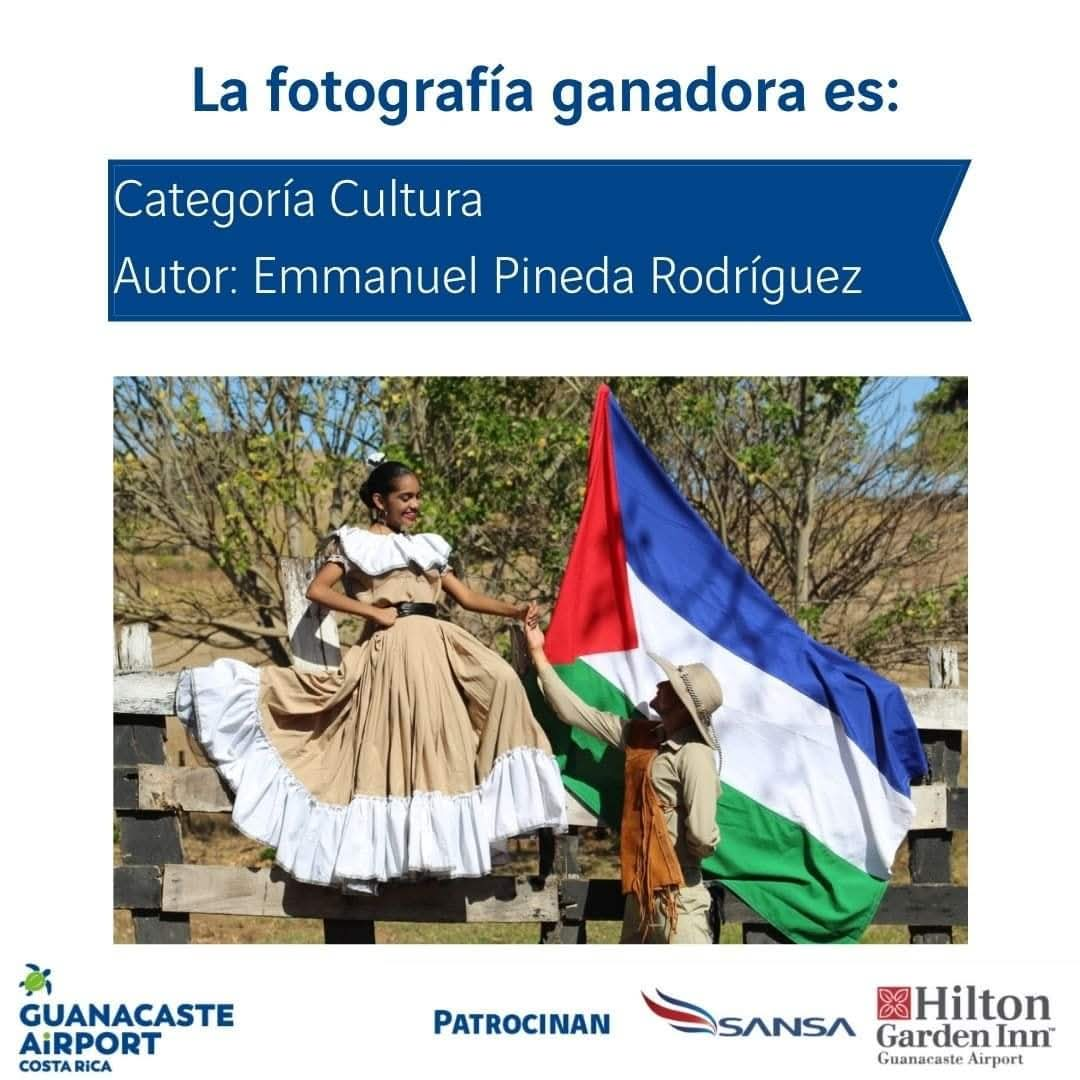 La fotografía ganadora es:
Categoría Cultura
Autor: Emmanuel Pineda Rodríguez
GUANACASTE
AiRPORT
COSTA RiCA
PATROCINAN
SANSA
Hilton
Garden Inn™
Guanacaste Airport